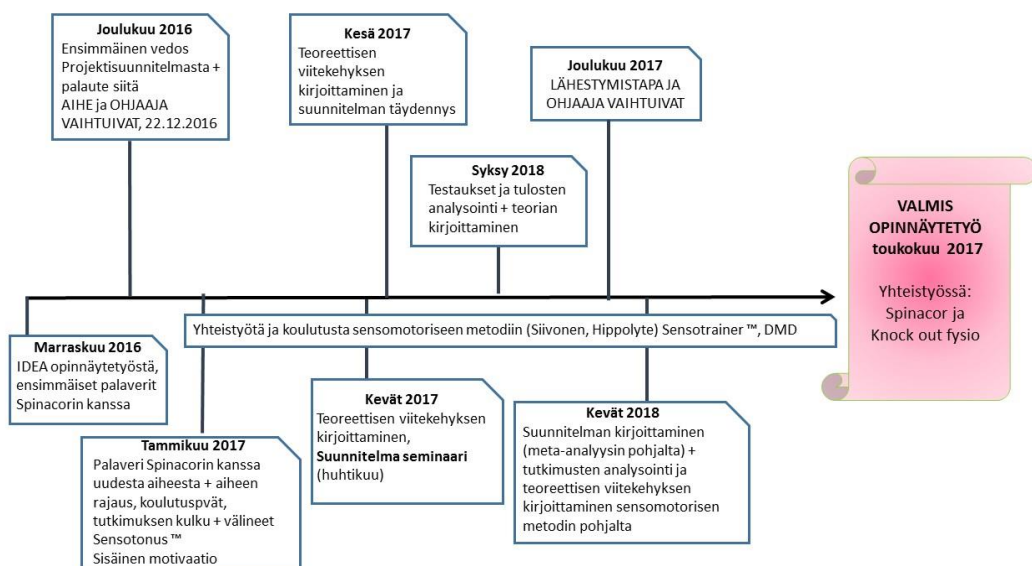 Joulukuu 2016
Ensimmäinen vedos
Projektisuunnitelmasta +
palaute siitä
AIHE ja OHJAAJA
VAIHTUIVAT, 22.12.2016
Kesä 2017
Teoreettisen
viitekehyksen
kirjoittaminen ja
suunnitelman täydennys
Joulukuu 2017
LÄHESTYMISTAPA JA
OHJAAJA VAIHTUIVAT
Syksy 2018
Testaukset ja tulosten
analysointi + teorian
kirjoittaminen
VALMIS
OPINNÄYTETYÖ
toukokuu 2017
Yhteistyössä:
Spinacor ja
Knock out fysio
Yhteistyötä ja koulutusta sensomotoriseen metodiin (Siivonen, Hippolyte) Sensotrainer ™, DMD
Marraskuu 2016
IDEA opinnäytetyöstä,
ensimmäiset palaverit
Spinacorin kanssa
Tammikuu 2017
Palaveri Spinacorin kanssa
uudesta aiheesta + aiheen
rajaus, koulutuspvät,
tutkimuksen kulku + välineet
Sensotonus ™
Sisäinen motivaatio
Kevät 2017
Teoreettisen viitekehyksen
kirjoittaminen,
Suunnitelma seminaari
(huhtikuu)
Kevät 2018
Suunnitelman kirjoittaminen
(meta-analyysin pohjalta) +
tutkimusten analysointi ja
teoreettisen viitekehyksen
kirjoittaminen sensomotorisen
metodin pohjalta